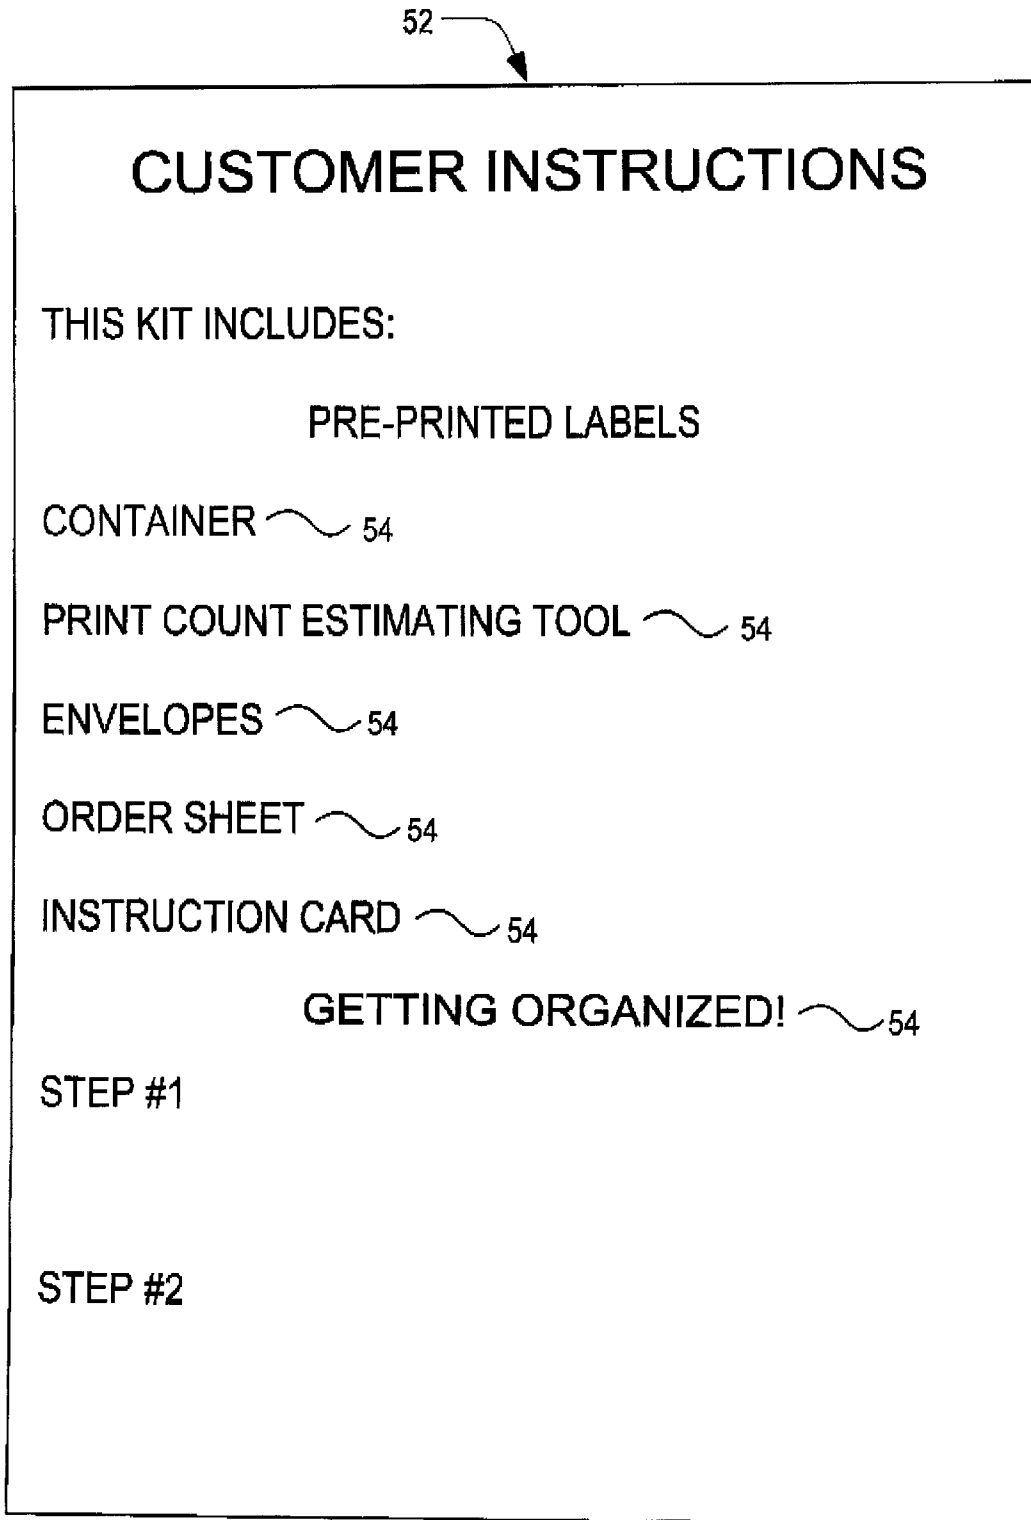 52
CUSTOMER INSTRUCTIONS
THIS KIT INCLUDES:
PRE-PRINTED LABELS
CONTAINER 54
PRINT COUNT ESTIMATING TOOL 54
ENVELOPES 54
ORDER SHEET 54
INSTRUCTION CARD 54
GETTING ORGANIZED! 54
STEP #1
STEP #2